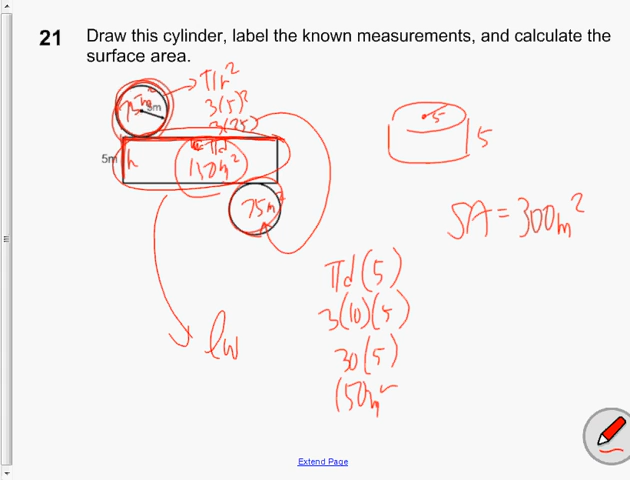 21 Draw this cylinder, label the known measurements, and calculate the
surface area.
πr²
3(5)²
3(25)
75m²
5m
5m
h
πd
150m²
75m²
5
5
SA = 300m²
πd(5)
3(10)(5)
30(5)
150m²
lw
Extend Page